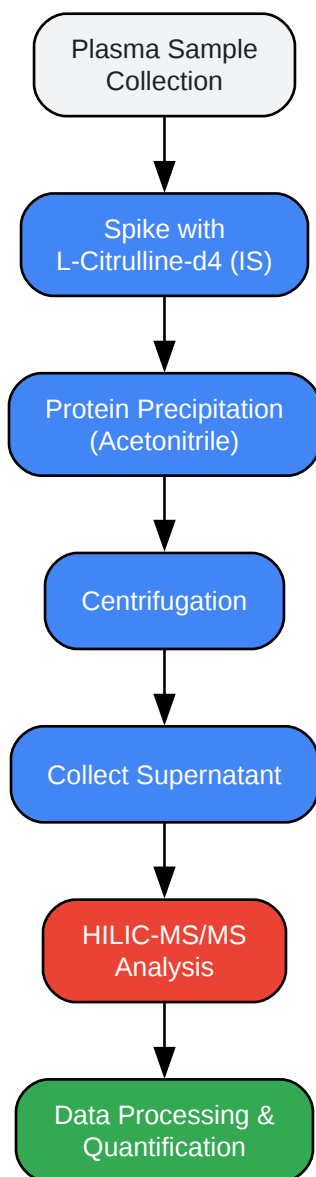 Plasma Sample
Collection
Spike with
L-Citrulline-d4 (IS)
Protein Precipitation
(Acetonitrile)
Centrifugation
Collect Supernatant
HILIC-MS/MS
Analysis
Data Processing &
Quantification